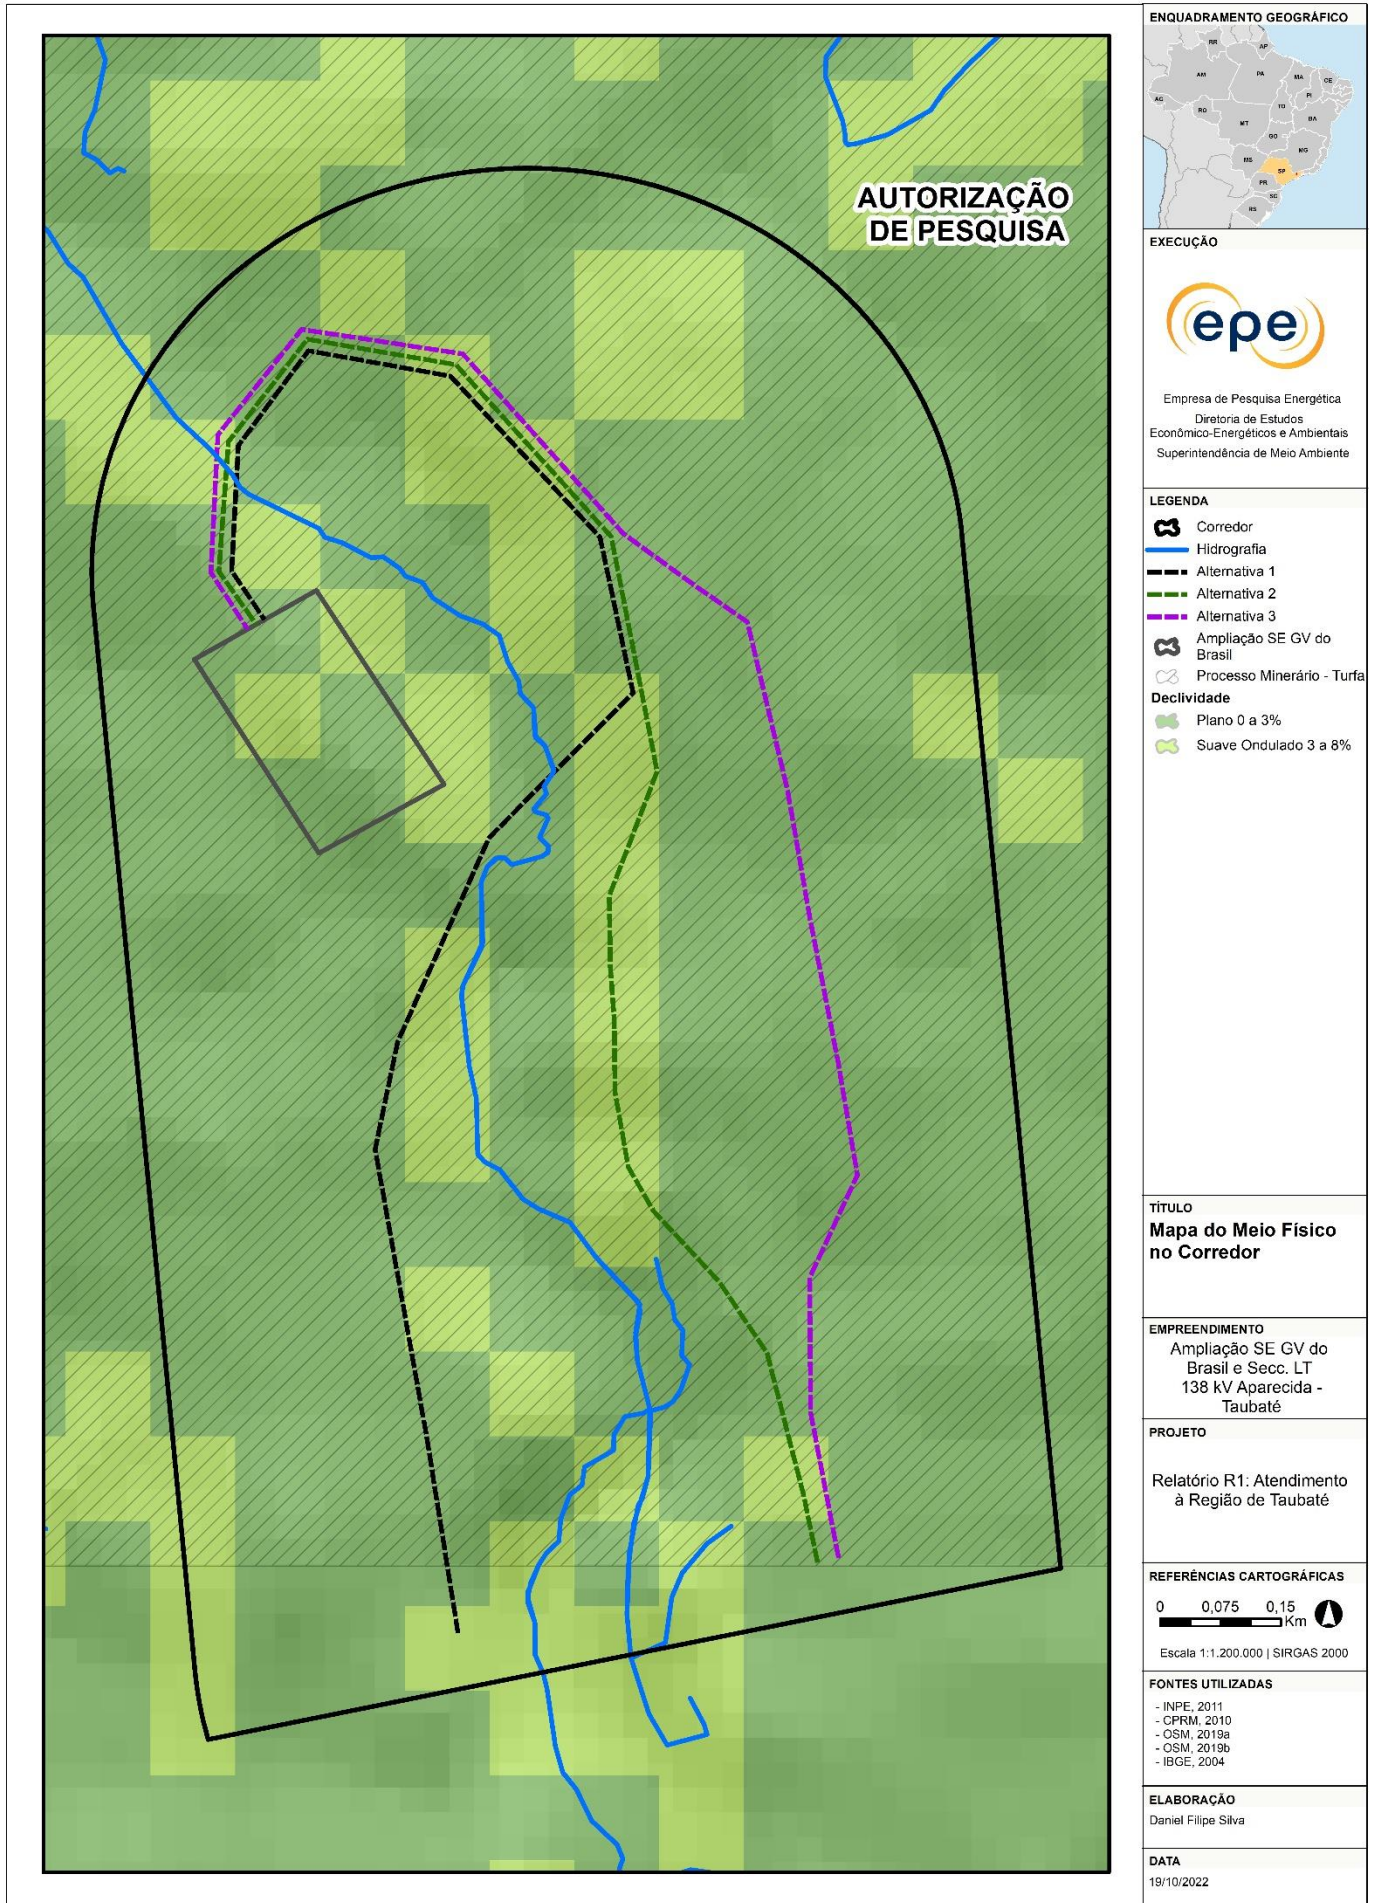 AUTORIZAÇÃO
DE PESQUISA
ENQUADRAMENTO GEOGRÁFICO
RR
AP
AM
PA
MA
CE
PI
AC
RO
TO
BA
MT
GO
MG
MS
SP
PR
SC
RS
EXECUÇÃO
epe
Empresa de Pesquisa Energética
Diretoria de Estudos
Econômico-Energéticos e Ambientais
Superintendência de Meio Ambiente
LEGENDA
Corredor
Hidrografia
Alternativa 1
Alternativa 2
Alternativa 3
Ampliação SE GV do
Brasil
Processo Minerário - Turfa
Declividade
Plano 0 a 3%
Suave Ondulado 3 a 8%
TÍTULO
Mapa do Meio Físico
no Corredor
EMPREENDIMENTO
Ampliação SE GV do
Brasil e Secc. LT
138 kV Aparecida -
Taubaté
PROJETO
Relatório R1: Atendimento
à Região de Taubaté
REFERÊNCIAS CARTOGRÁFICAS
0 0,075 0,15
Km
Escala 1:1.200.000 | SIRGAS 2000
FONTES UTILIZADAS
- INPE, 2011
- CPRM, 2010
- OSM, 2019a
- OSM, 2019b
- IBGE, 2004
ELABORAÇÃO
Daniel Filipe Silva
DATA
19/10/2022